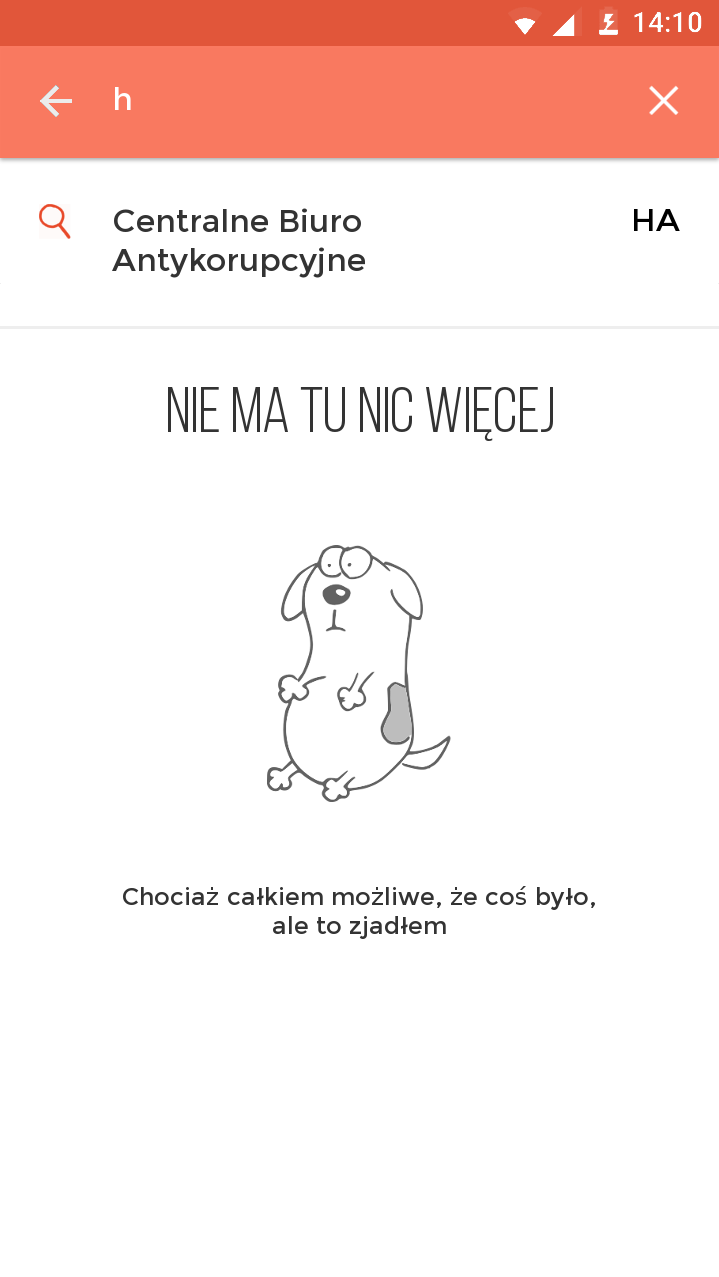 14:10
h
Centralne Biuro HA
Antykorupcyjne
NIE MA TU NIC WIĘCEJ
Chociaż całkiem możliwe, że coś było,
ale to zjadłem